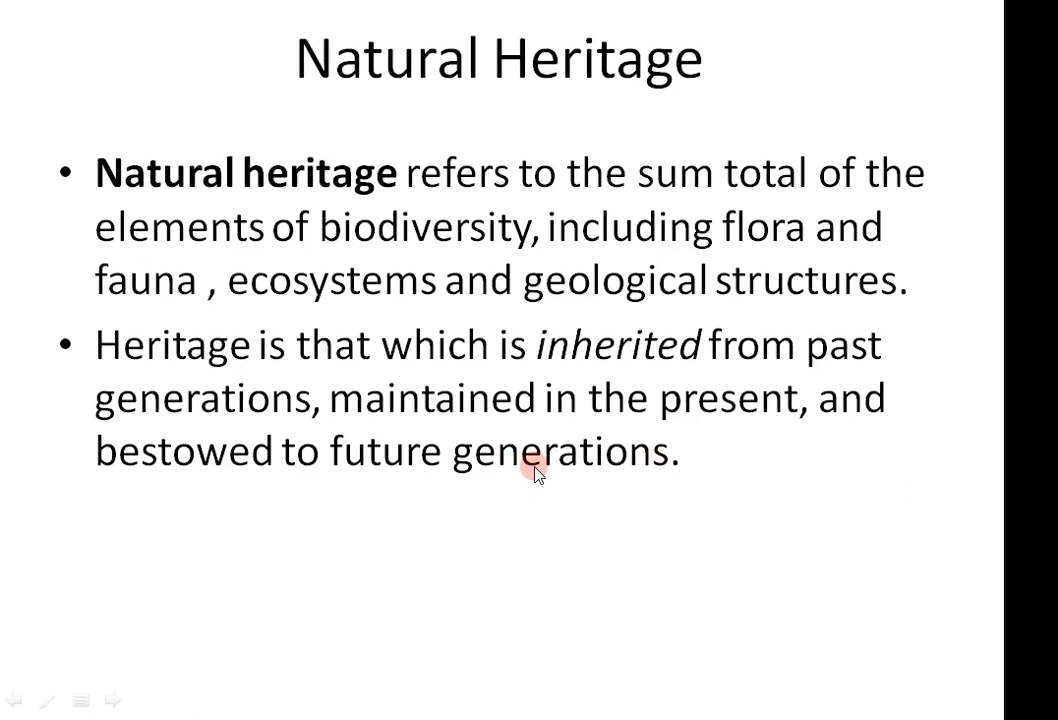 Natural Heritage
• Natural heritage refers to the sum total of the
elements of biodiversity, including flora and
fauna , ecosystems and geological structures.
• Heritage is that which is inherited from past
generations, maintained in the present, and
bestowed to future generations.